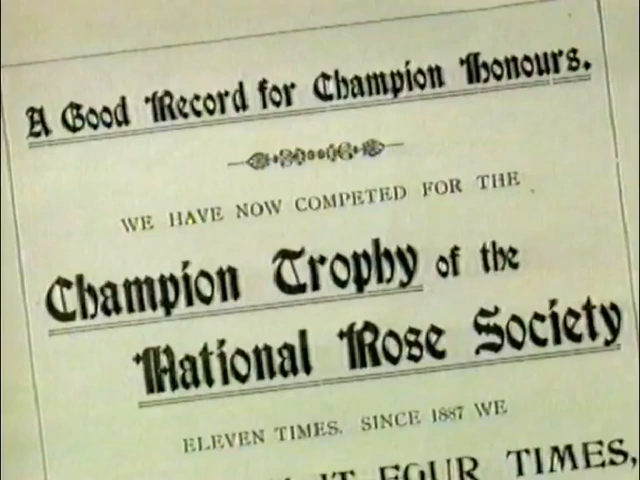 A Good Record for Champion Honours.
WE HAVE NOW COMPETED FOR THE
Champion Trophy of the
National Rose Society
ELEVEN TIMES. SINCE 1887 WE
IT FOUR TIMES,